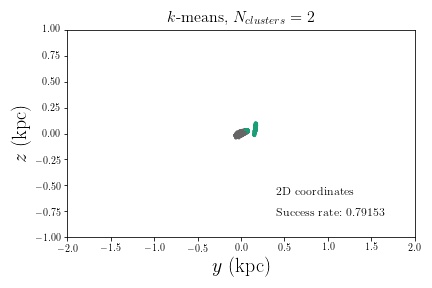 k-means, N_clusters = 2
1.00
0.75
0.50
0.25
0.00
−0.25
−0.50
−0.75
−1.00
z (kpc)
2D coordinates
Success rate: 0.79153
−2.0 −1.5 −1.0 −0.5 0.0 0.5 1.0 1.5 2.0
y (kpc)